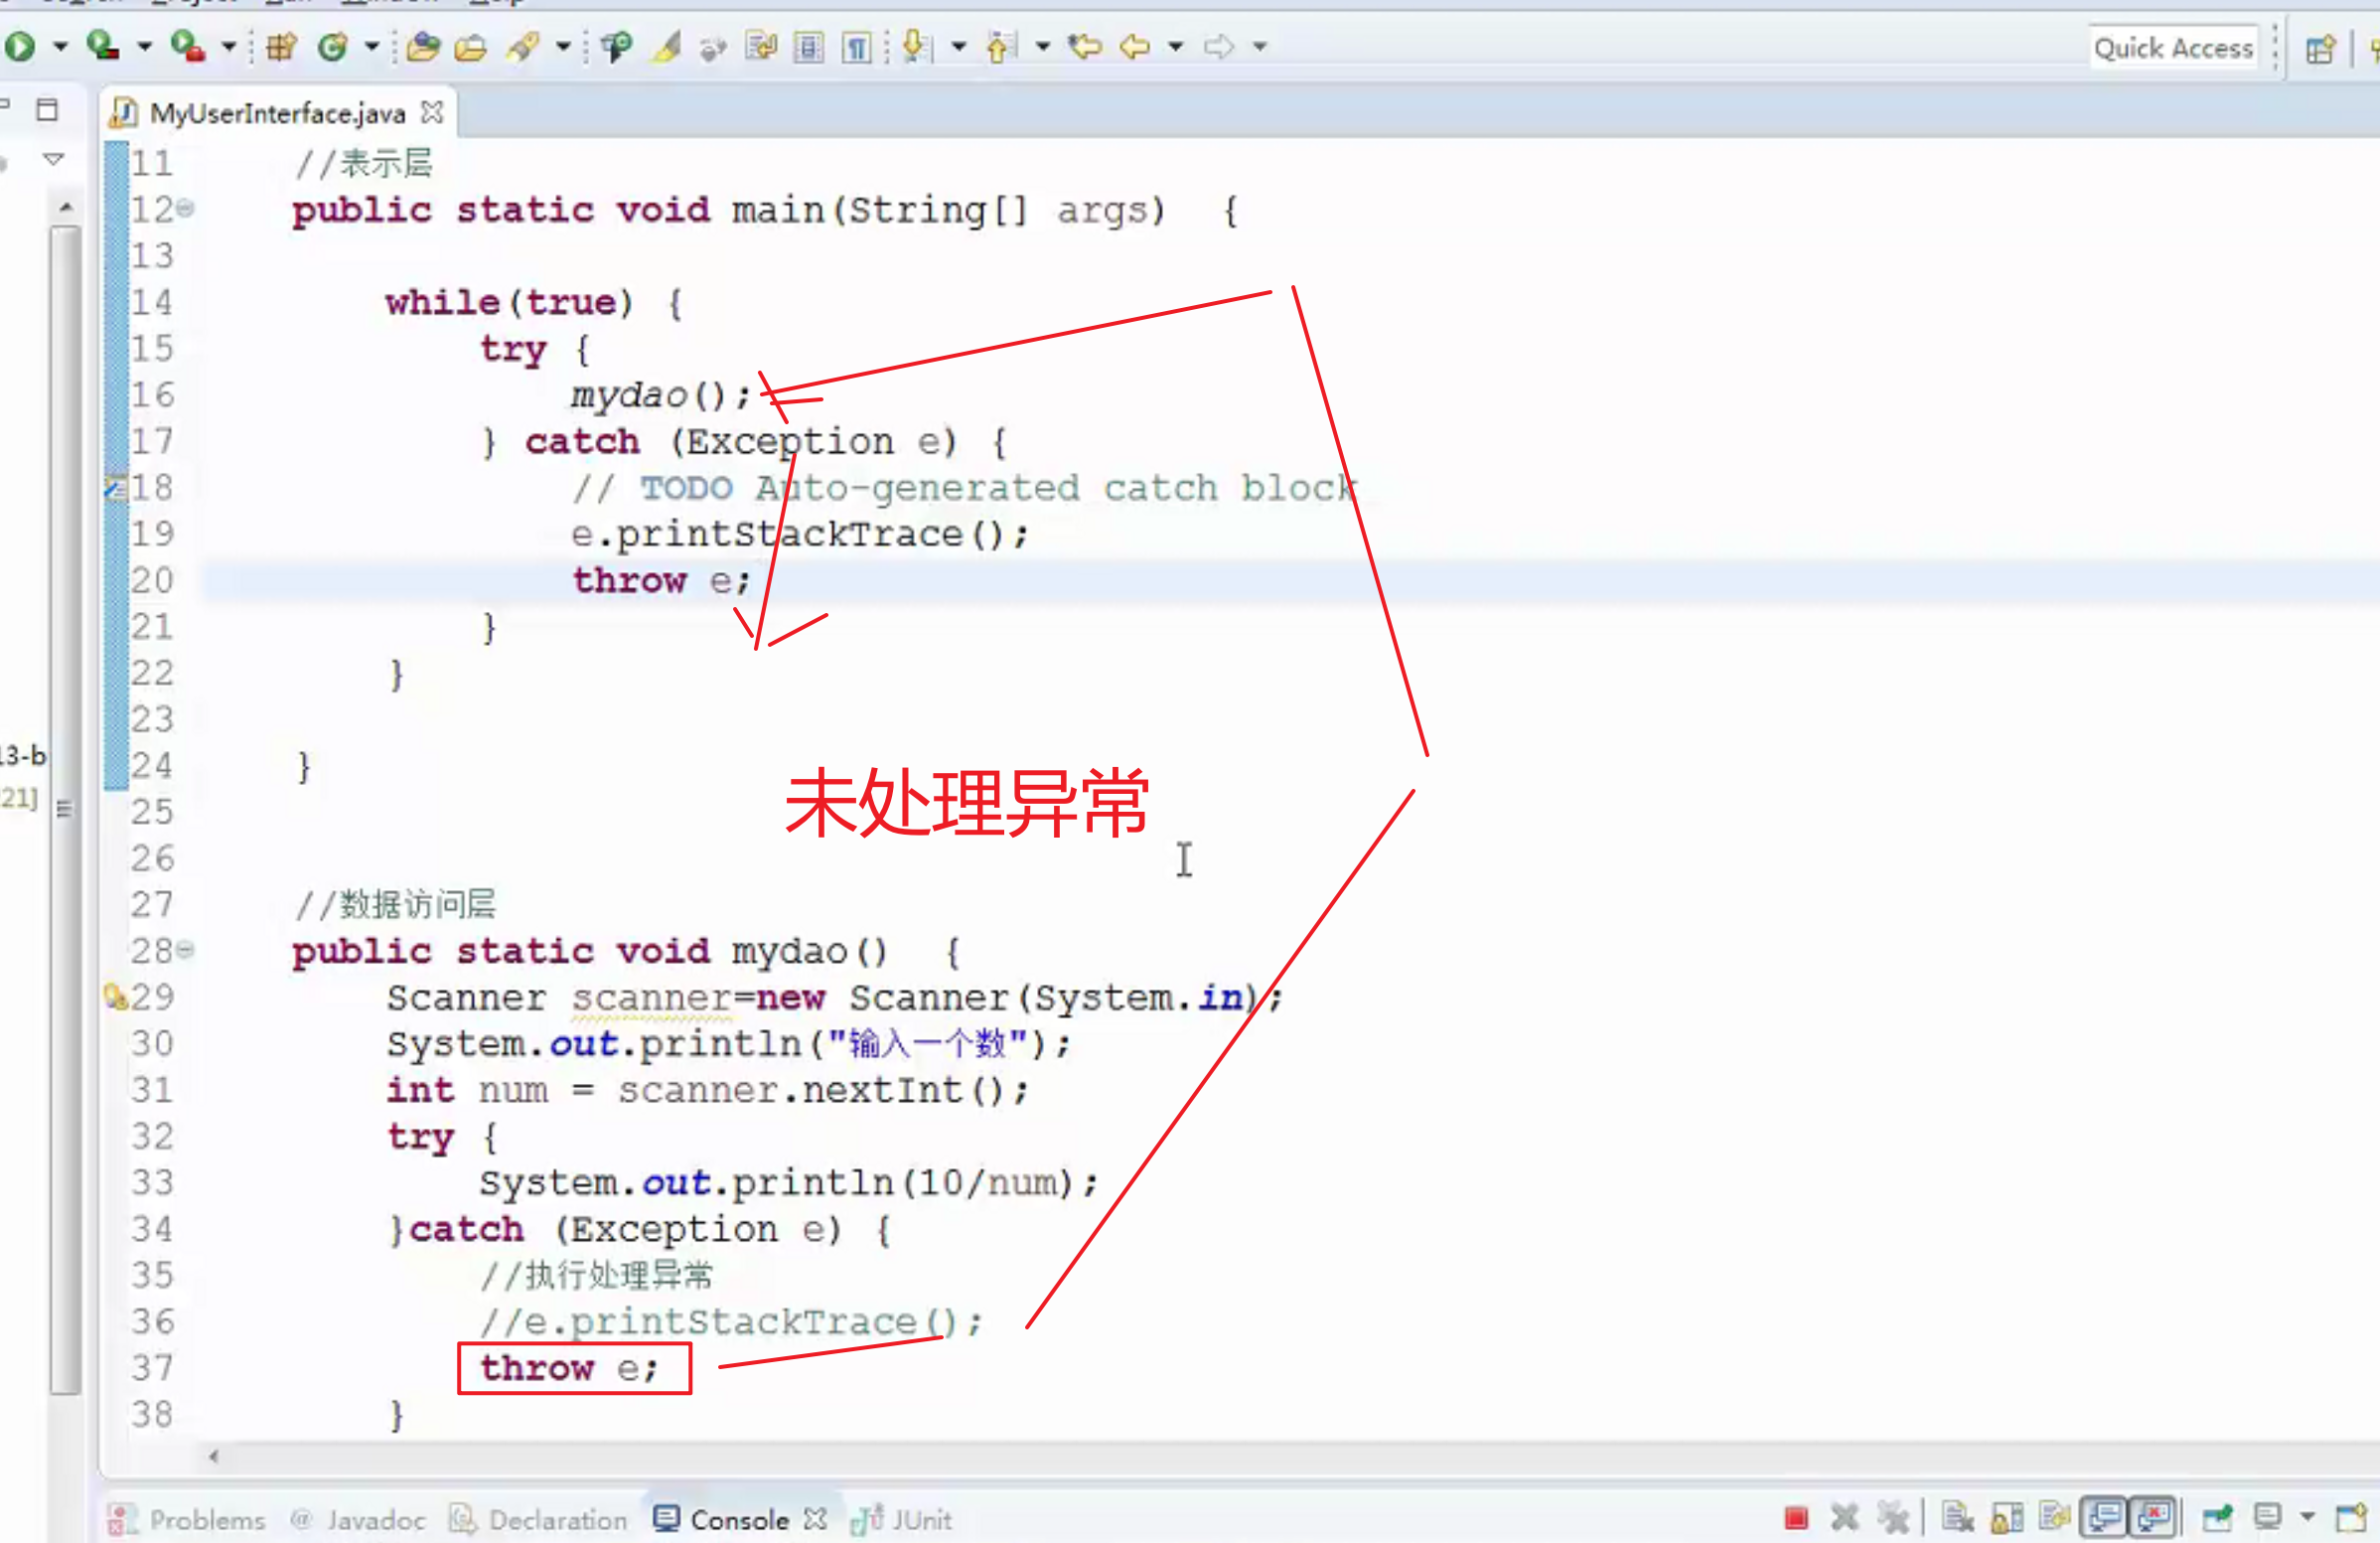 Quick Access
MyUserInterface.java
11 //表示层
12 public static void main(String[] args) {
13
14 while(true) {
15 try {
16 mydao();
17 } catch (Exception e) {
18 // TODO Auto-generated catch block
19 e.printStackTrace();
20 throw e;
21 }
22 }
23
13-b
24 }
21]
未处理异常
25
26
27 //数据访问层
28 public static void mydao() {
29 Scanner scanner=new Scanner(System.in);
30 System.out.println("输入一个数");
31 int num = scanner.nextInt();
32 try {
33 System.out.println(10/num);
34 }catch (Exception e) {
35 //执行处理异常
36 //e.printStackTrace();
37 throw e;
38 }
Problems @ Javadoc Declaration Console JUnit